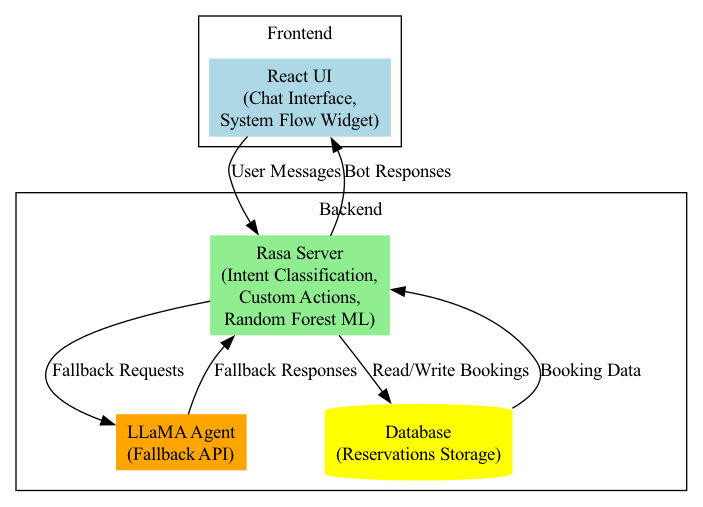 Frontend
React UI
(Chat Interface,
System Flow Widget)
User Messages
Bot Responses
Backend
Rasa Server
(Intent Classification,
Custom Actions,
Random Forest ML)
Fallback Requests
Fallback Responses
Read/Write Bookings
Booking Data
LLaMA Agent
(Fallback API)
Database
(Reservations Storage)